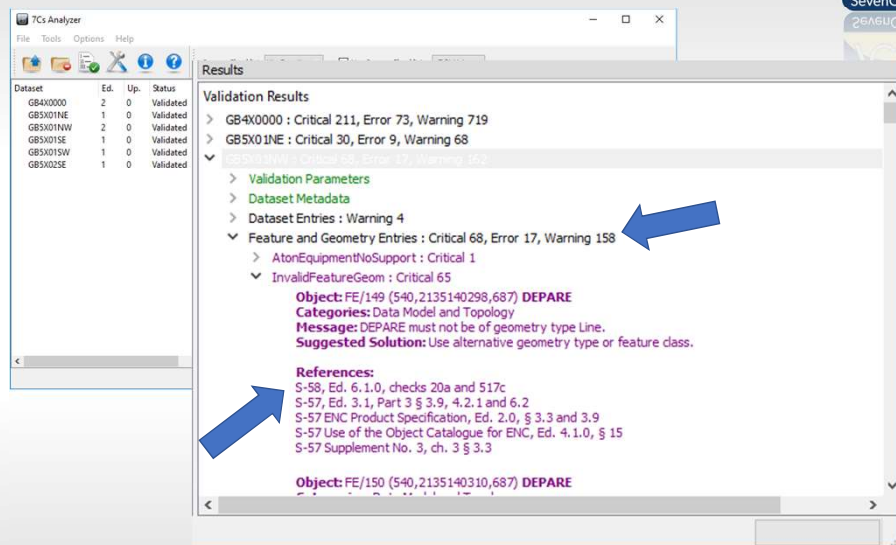 SevenC
7Cs Analyzer
File Tools Options Help
Results
Dataset Ed. Up. Status
GB4X0000 2 0 Validated
GB5X01NE 1 0 Validated
GB5X01NW 2 0 Validated
GB5X01SE 1 0 Validated
GB5X01SW 1 0 Validated
GB5X02SE 1 0 Validated
Validation Results
GB4X0000 : Critical 211, Error 73, Warning 719
GB5X01NE : Critical 30, Error 9, Warning 68
GB5X01NW : Critical 68, Error 17, Warning 162
Validation Parameters
Dataset Metadata
Dataset Entries : Warning 4
Feature and Geometry Entries : Critical 68, Error 17, Warning 158
AtonEquipmentNoSupport : Critical 1
InvalidFeatureGeom : Critical 65
Object: FE/149 (540,2135140298,687) DEPARE
Categories: Data Model and Topology
Message: DEPARE must not be of geometry type Line.
Suggested Solution: Use alternative geometry type or feature class.
References:
S-58, Ed. 6.1.0, checks 20a and 517c
S-57, Ed. 3.1, Part 3 § 3.9, 4.2.1 and 6.2
S-57 ENC Product Specification, Ed. 2.0, § 3.3 and 3.9
S-57 Use of the Object Catalogue for ENC, Ed. 4.1.0, § 15
S-57 Supplement No. 3, ch. 3 § 3.3
Object: FE/150 (540,2135140310,687) DEPARE